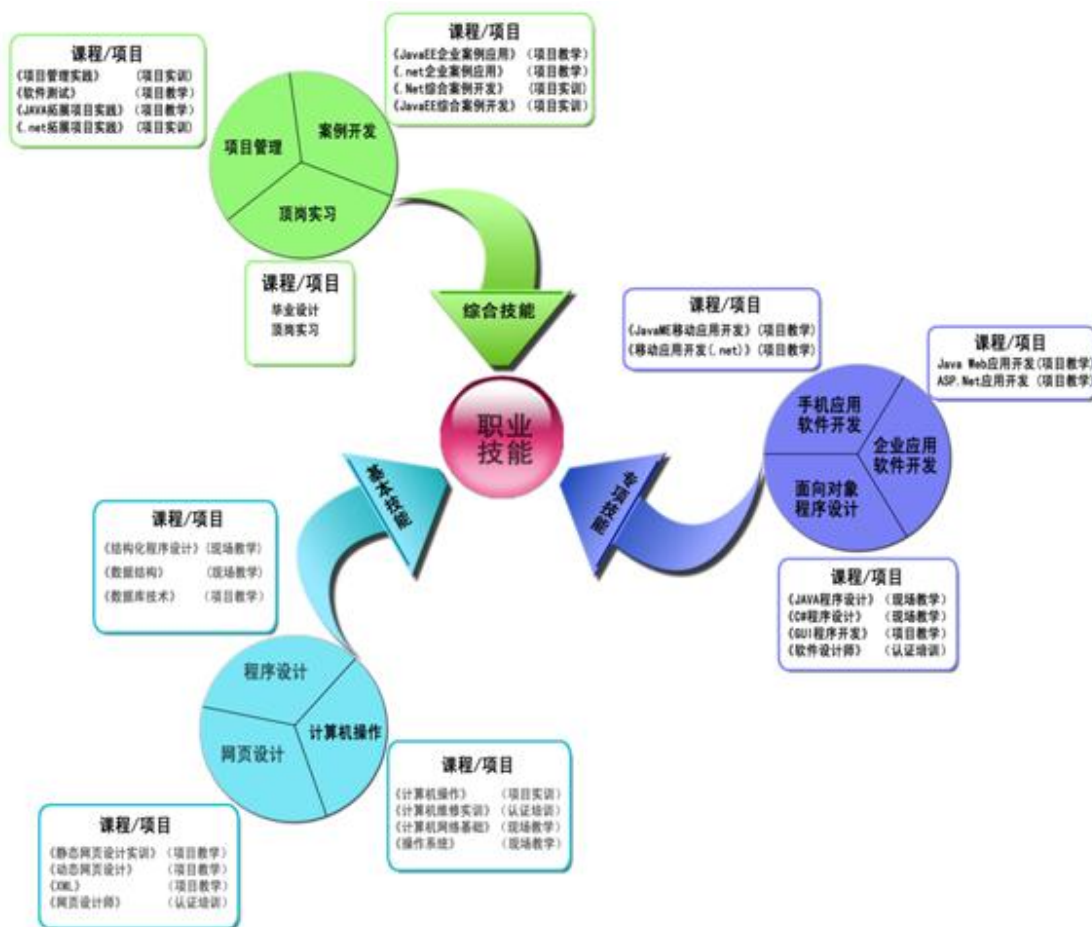 课程/项目
《项目管理实践》 (项目实训)
《软件测试》 (项目教学)
《JAVA拓展项目实践》 (项目教学)
《.net拓展项目实践》 (项目实训)
课程/项目
《JavaEE企业案例应用》 (项目教学)
《.net企业案例应用》 (项目教学)
《.Net综合案例开发》 (项目实训)
《JavaEE综合案例开发》 (项目实训)
项目管理
案例开发
顶岗实习
课程/项目
毕业设计
顶岗实习
综合技能
课程/项目
《JavaME移动应用开发》 (项目教学)
《移动应用开发(.net)》 (项目教学)
课程/项目
Java Web应用开发(项目教学)
ASP.Net应用开发 (项目教学)
手机应用
软件开发
企业应用
软件开发
面向对象
程序设计
职业
技能
基本技能
专项技能
课程/项目
《结构化程序设计》 (现场教学)
《数据结构》 (现场教学)
《数据库技术》 (项目教学)
课程/项目
《JAVA程序设计》 (现场教学)
《C#程序设计》 (现场教学)
《GUI程序开发》 (项目教学)
《软件设计师》 (认证培训)
程序设计
计算机操作
网页设计
课程/项目
《计算机操作》 (项目实训)
《计算机维修实训》 (认证培训)
《计算机网络基础》 (现场教学)
《操作系统》 (现场教学)
课程/项目
《静态网页设计实训》 (项目教学)
《动态网页设计》 (项目教学)
《XML》 (项目教学)
《网页设计师》 (认证培训)